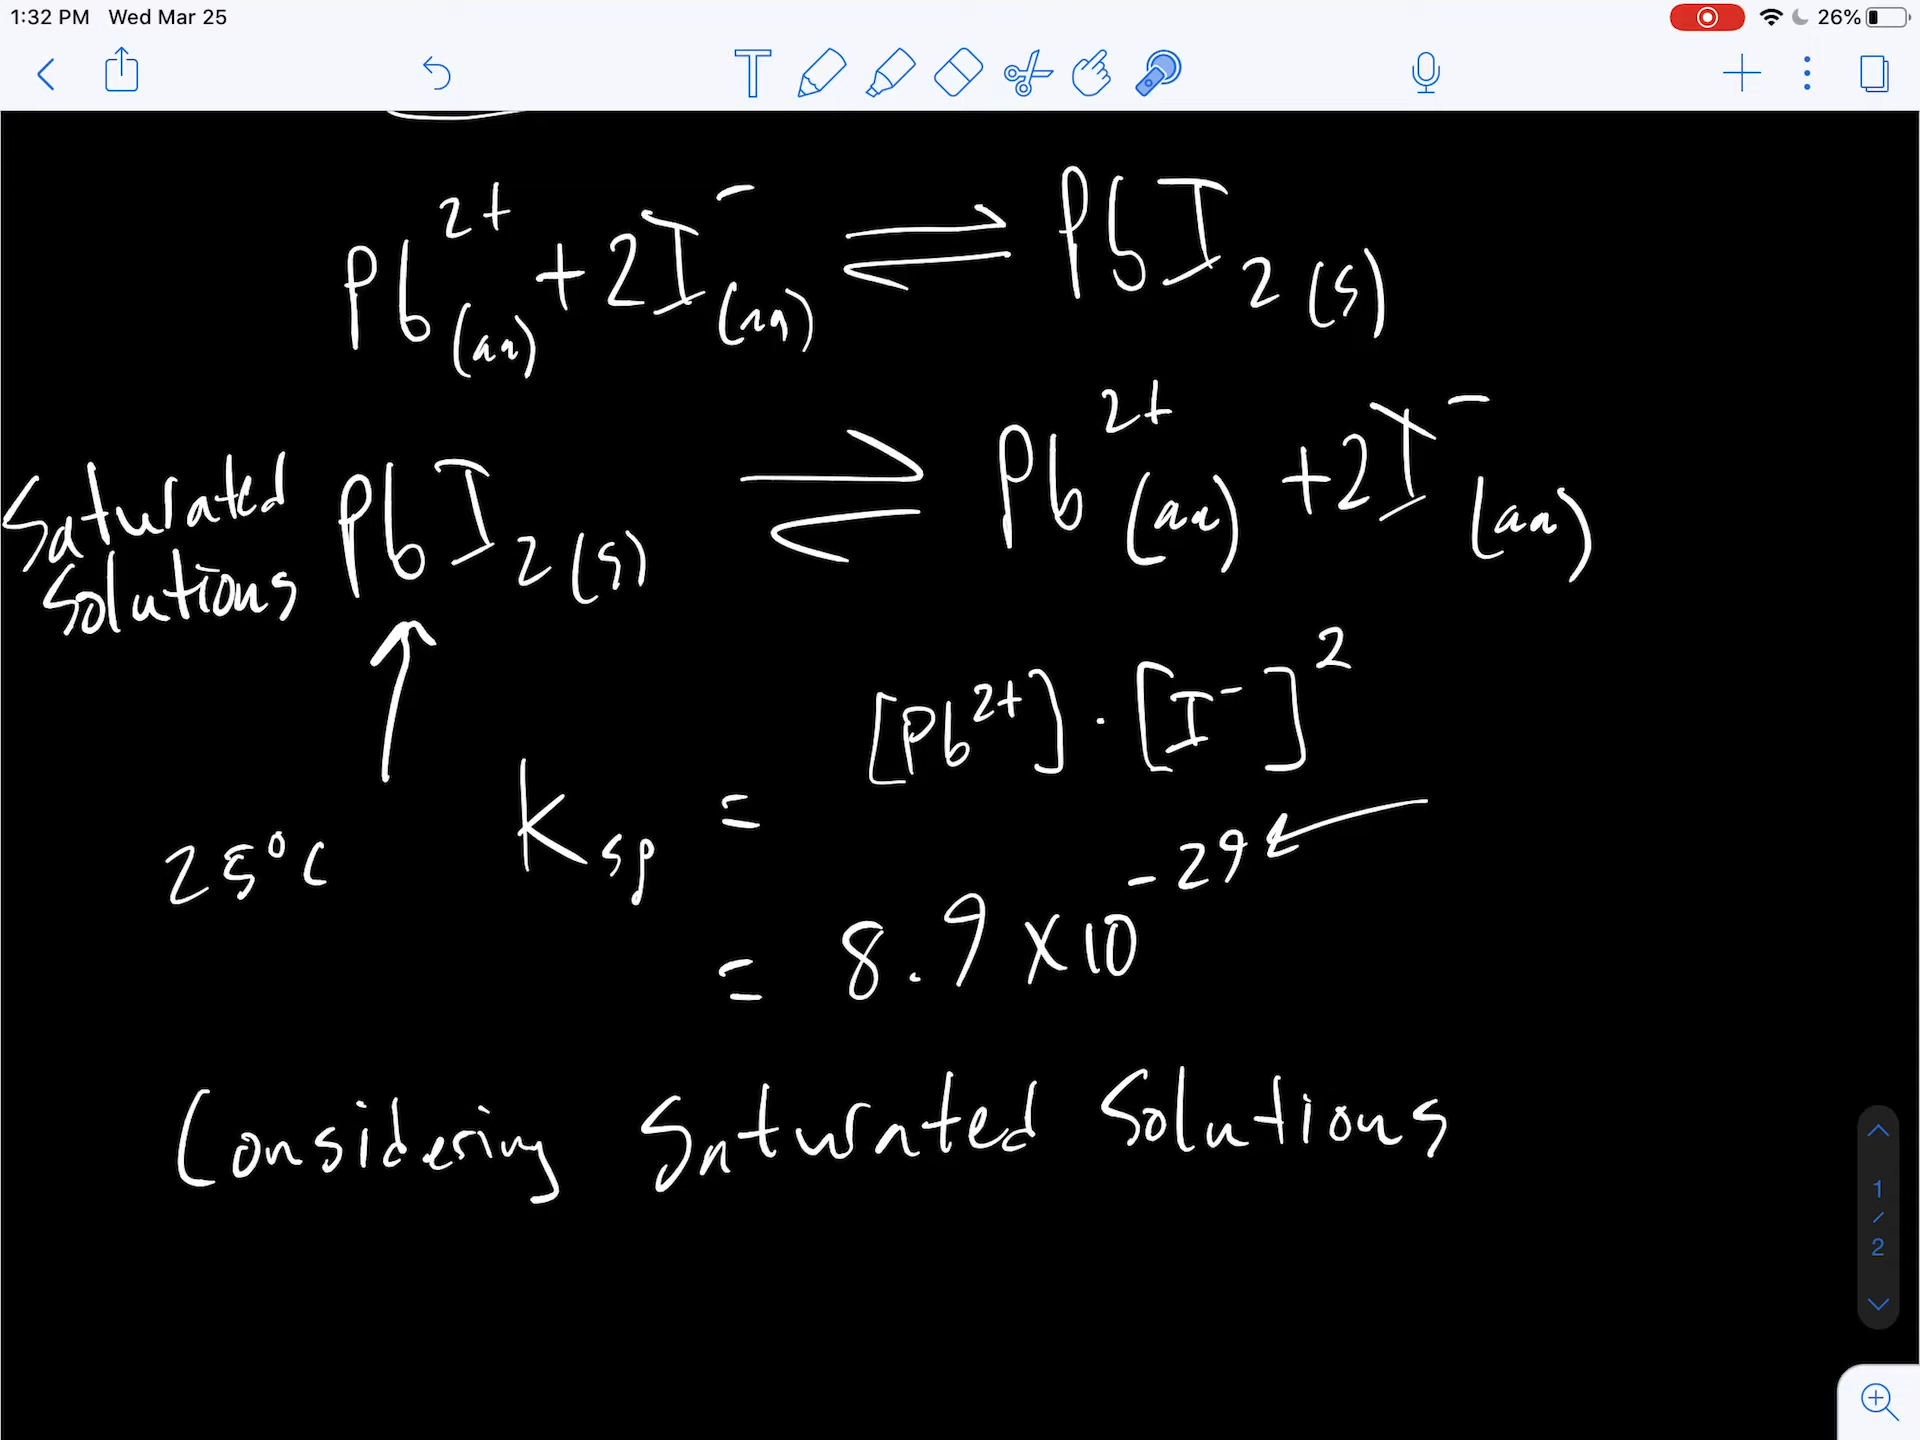 1:32 PM Wed Mar 25 26%
Pb²⁺(aq) + 2I⁻(aq) ⇌ PbI₂(s)
Saturated Solutions PbI₂(s) ⇌ Pb²⁺(aq) + 2I⁻(aq)
Ksp = [Pb²⁺] · [I⁻]²
25°C
= 8.9 × 10⁻²⁹
Considering Saturated Solutions
1 / 2